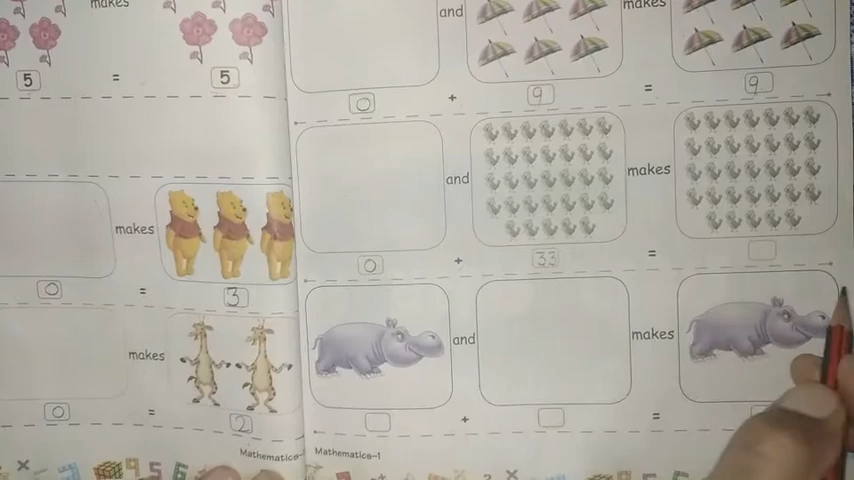 makes
5 = 5
makes
0 = 3
makes
0 = 2
Mathematics-
and makes
0 + 9 = 9
and makes
0 + 33 =
and makes
+ =
Mathematics-1